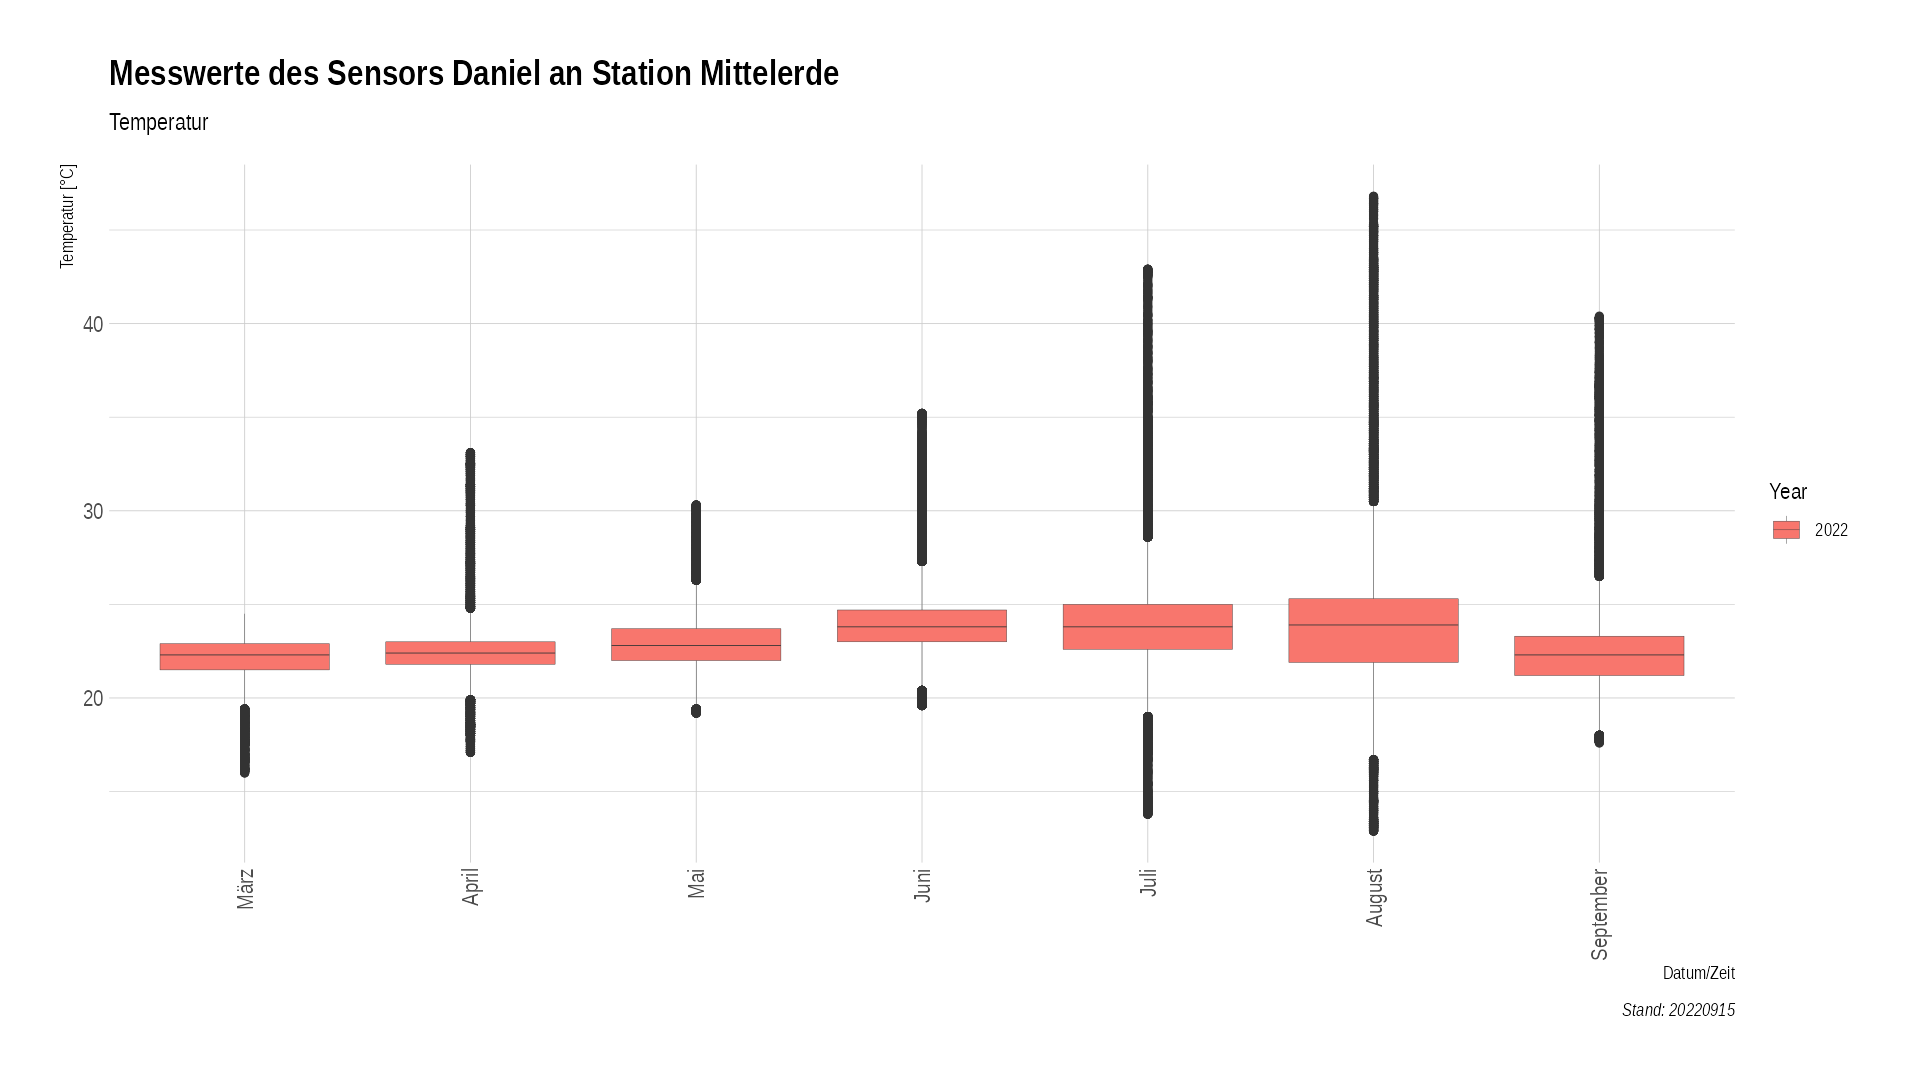 Messwerte des Sensors Daniel an Station Mittelerde
Temperatur
Temperatur [°C]
40
30
20
März
April
Mai
Juni
Juli
August
September
Datum/Zeit
Stand: 20220915
Year
2022